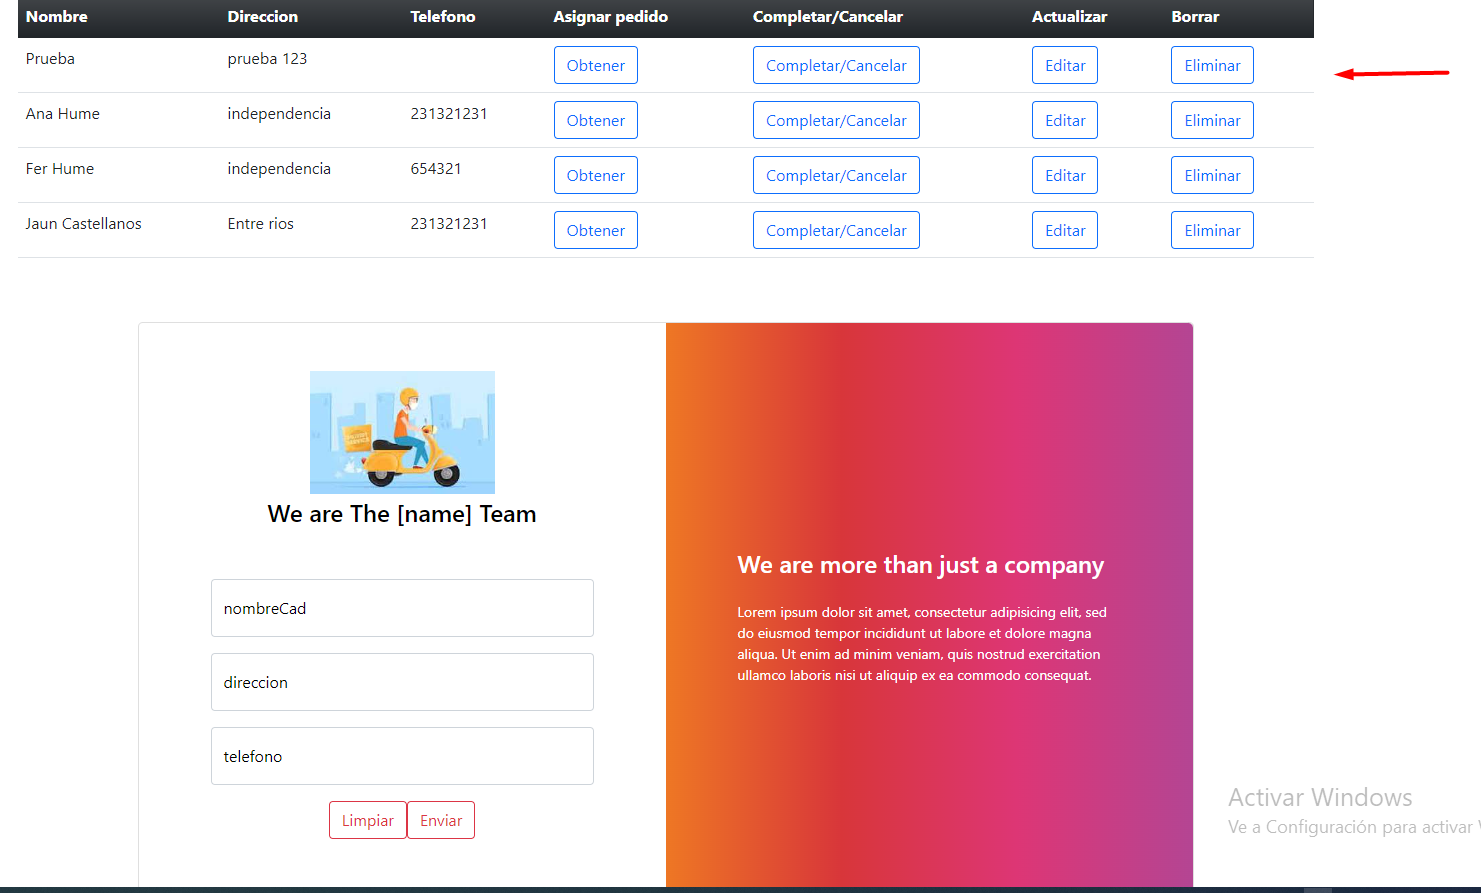 Nombre Direccion Telefono Asignar pedido Completar/Cancelar Actualizar Borrar
Prueba prueba 123 Obtener Completar/Cancelar Editar Eliminar
Ana Hume independencia 231321231 Obtener Completar/Cancelar Editar Eliminar
Fer Hume independencia 654321 Obtener Completar/Cancelar Editar Eliminar
Jaun Castellanos Entre rios 231321231 Obtener Completar/Cancelar Editar Eliminar
We are The [name] Team
nombreCad
direccion
telefono
Limpiar Enviar
We are more than just a company
Lorem ipsum dolor sit amet, consectetur adipisicing elit, sed
do eiusmod tempor incididunt ut labore et dolore magna
aliqua. Ut enim ad minim veniam, quis nostrud exercitation
ullamco laboris nisi ut aliquip ex ea commodo consequat.
Activar Windows
Ve a Configuración para activar